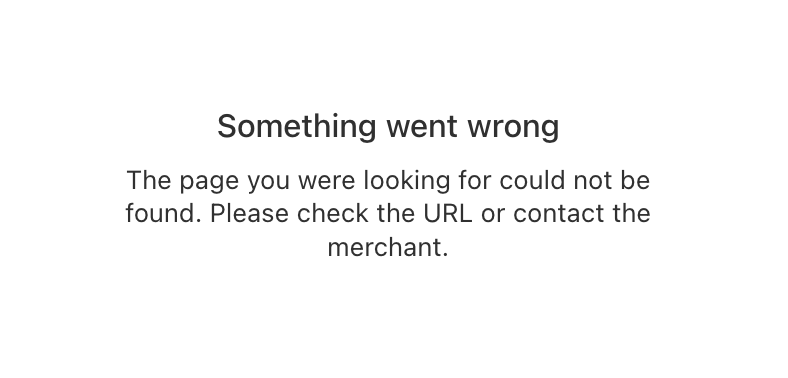 Something went wrong
The page you were looking for could not be
found. Please check the URL or contact the
merchant.